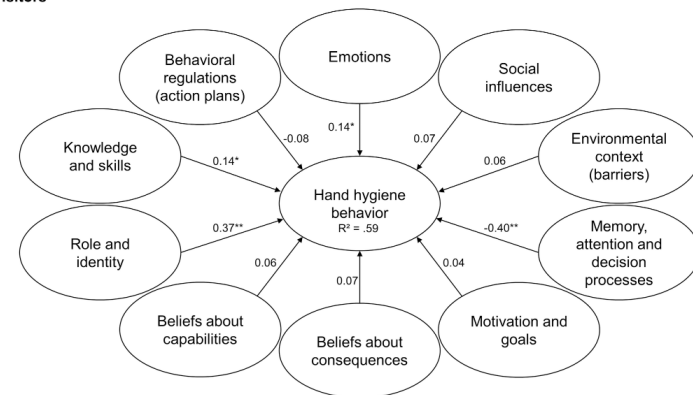 Emotions
Behavioral
regulations
(action plans)
Social
influences
-0.08
0.14*
0.07
Knowledge
and skills
0.14*
0.06
Environmental
context
(barriers)
Hand hygiene
behavior
R² = .59
Role and
identity
0.37**
-0.40**
Memory,
attention and
decision
processes
0.06
0.07
0.04
Beliefs about
capabilities
Beliefs about
consequences
Motivation and
goals